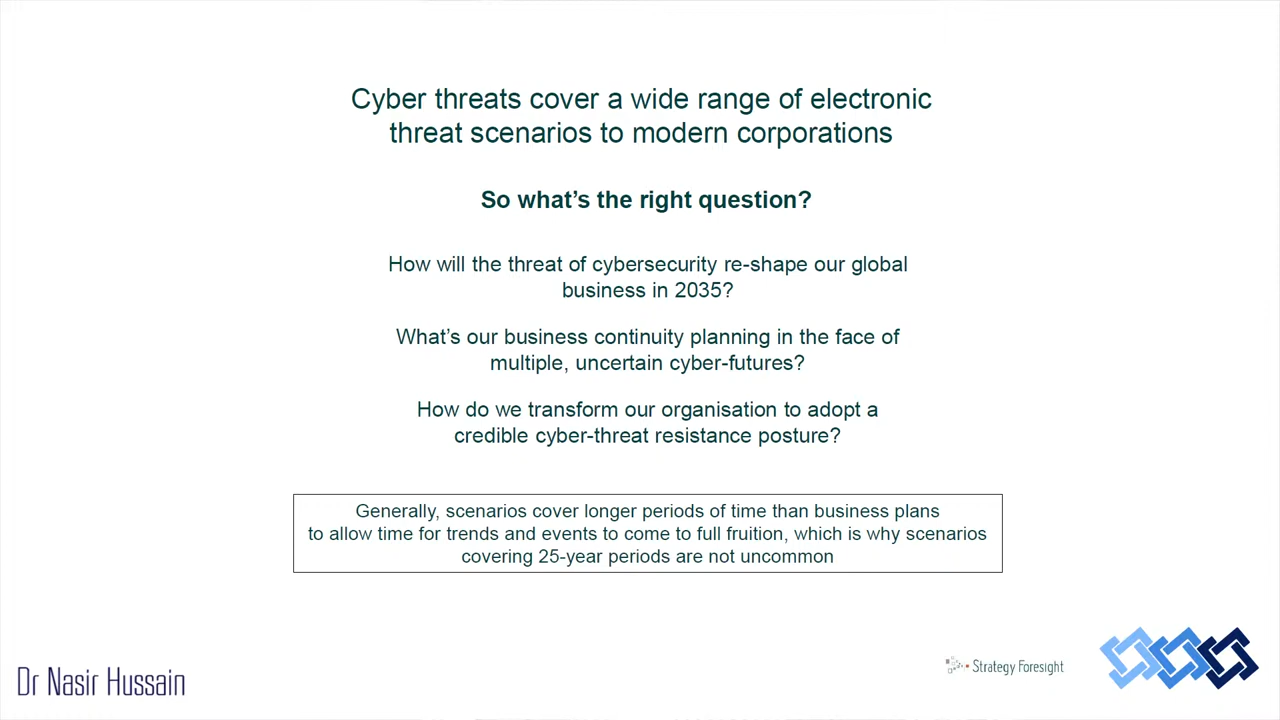 Cyber threats cover a wide range of electronic
threat scenarios to modern corporations
So what’s the right question?
How will the threat of cybersecurity re-shape our global
business in 2035?
What’s our business continuity planning in the face of
multiple, uncertain cyber-futures?
How do we transform our organisation to adopt a
credible cyber-threat resistance posture?
Generally, scenarios cover longer periods of time than business plans
to allow time for trends and events to come to full fruition, which is why scenarios
covering 25-year periods are not uncommon
Dr Nasir Hussain
Strategy Foresight